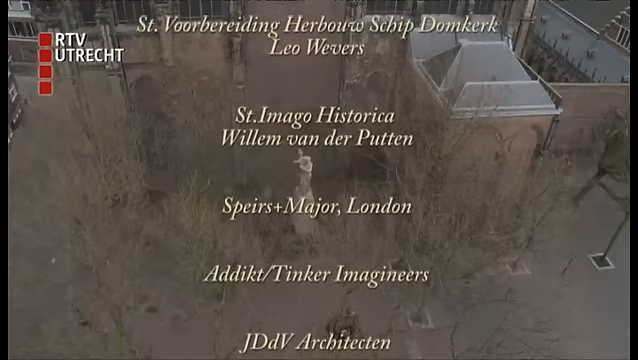 RTV
UTRECHT
St. Voorbereiding Herbouw Schip Domkerk
Leo Wevers
St.Imago Historica
Willem van der Putten
Speirs+Major, London
Addikt/Tinker Imagineers
JDdV Architecten